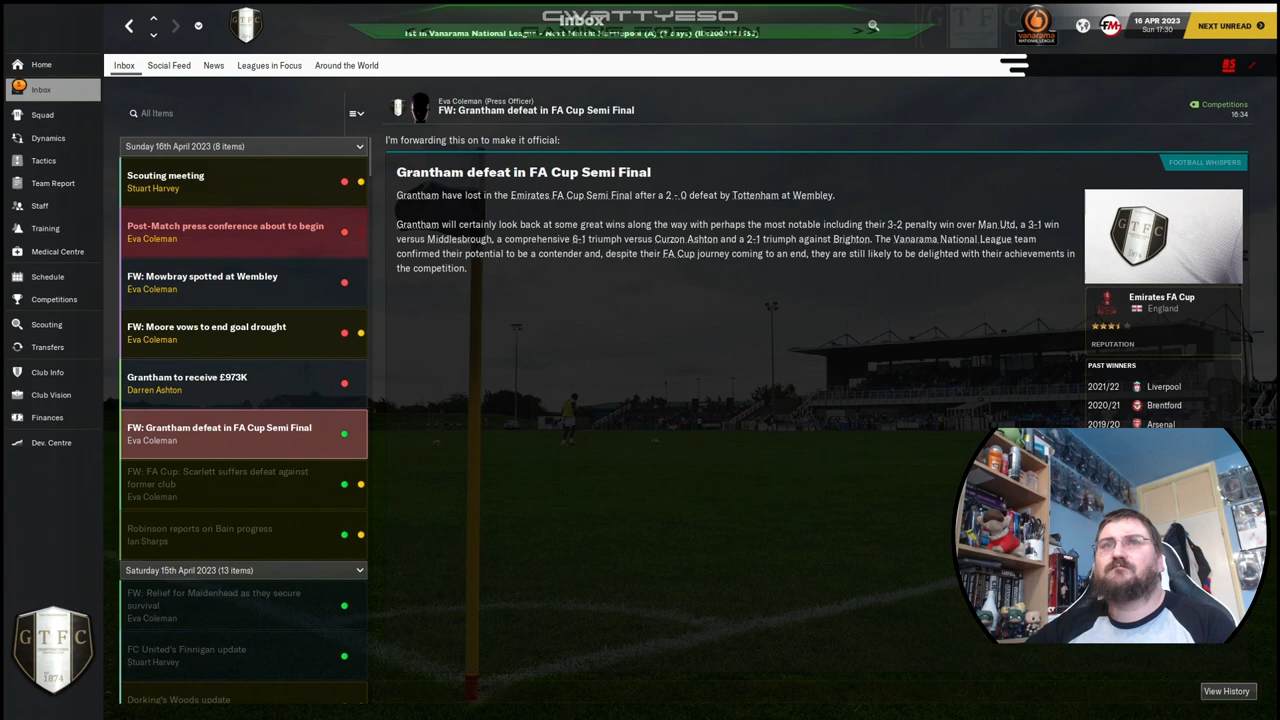 GWATTYESO
Inbox
1st in Vanarama National League - Next Match:
16 APR 2023
Sun 17:30
NEXT UNREAD
vanarama
NATIONAL LEAGUE
FM
GTFC
Home
Inbox
Squad
Dynamics
Tactics
Team Report
Staff
Training
Medical Centre
Schedule
Competitions
Scouting
Transfers
Club Info
Club Vision
Finances
Dev. Centre
GTFC
1874
Inbox
Social Feed
News
Leagues in Focus
Around the World
BS
All Items
Sunday 16th April 2023 (8 items)
Scouting meeting
Stuart Harvey
Post-Match press conference about to begin
Eva Coleman
FW: Mowbray spotted at Wembley
Eva Coleman
FW: Moore vows to end goal drought
Eva Coleman
Grantham to receive £973K
Darren Ashton
FW: Grantham defeat in FA Cup Semi Final
Eva Coleman
FW: FA Cup: Scarlett suffers defeat against
former club
Eva Coleman
Robinson reports on Bain progress
Ian Sharps
Saturday 15th April 2023 (13 items)
FW: Relief for Maidenhead as they secure
survival
Eva Coleman
FC United's Finnigan update
Stuart Harvey
Dorking's Woods update
Eva Coleman (Press Officer)
FW: Grantham defeat in FA Cup Semi Final
Competitions
16:34
I'm forwarding this on to make it official:
FOOTBALL WHISPERS
Grantham defeat in FA Cup Semi Final
Grantham have lost in the Emirates FA Cup Semi Final after a 2 - 0 defeat by Tottenham at Wembley.
Grantham will certainly look back at some great wins along the way with perhaps the most notable including their 3-2 penalty win over Man Utd, a 3-1 win
versus Middlesbrough, a comprehensive 6-1 triumph versus Curzon Ashton and a 2-1 triumph against Brighton. The Vanarama National League team
confirmed their potential to be a contender and, despite their FA Cup journey coming to an end, they are still likely to be delighted with their achievements in
the competition.
Emirates FA Cup
England
REPUTATION
PAST WINNERS
2021/22 Liverpool
2020/21 Brentford
2019/20 Arsenal
View History